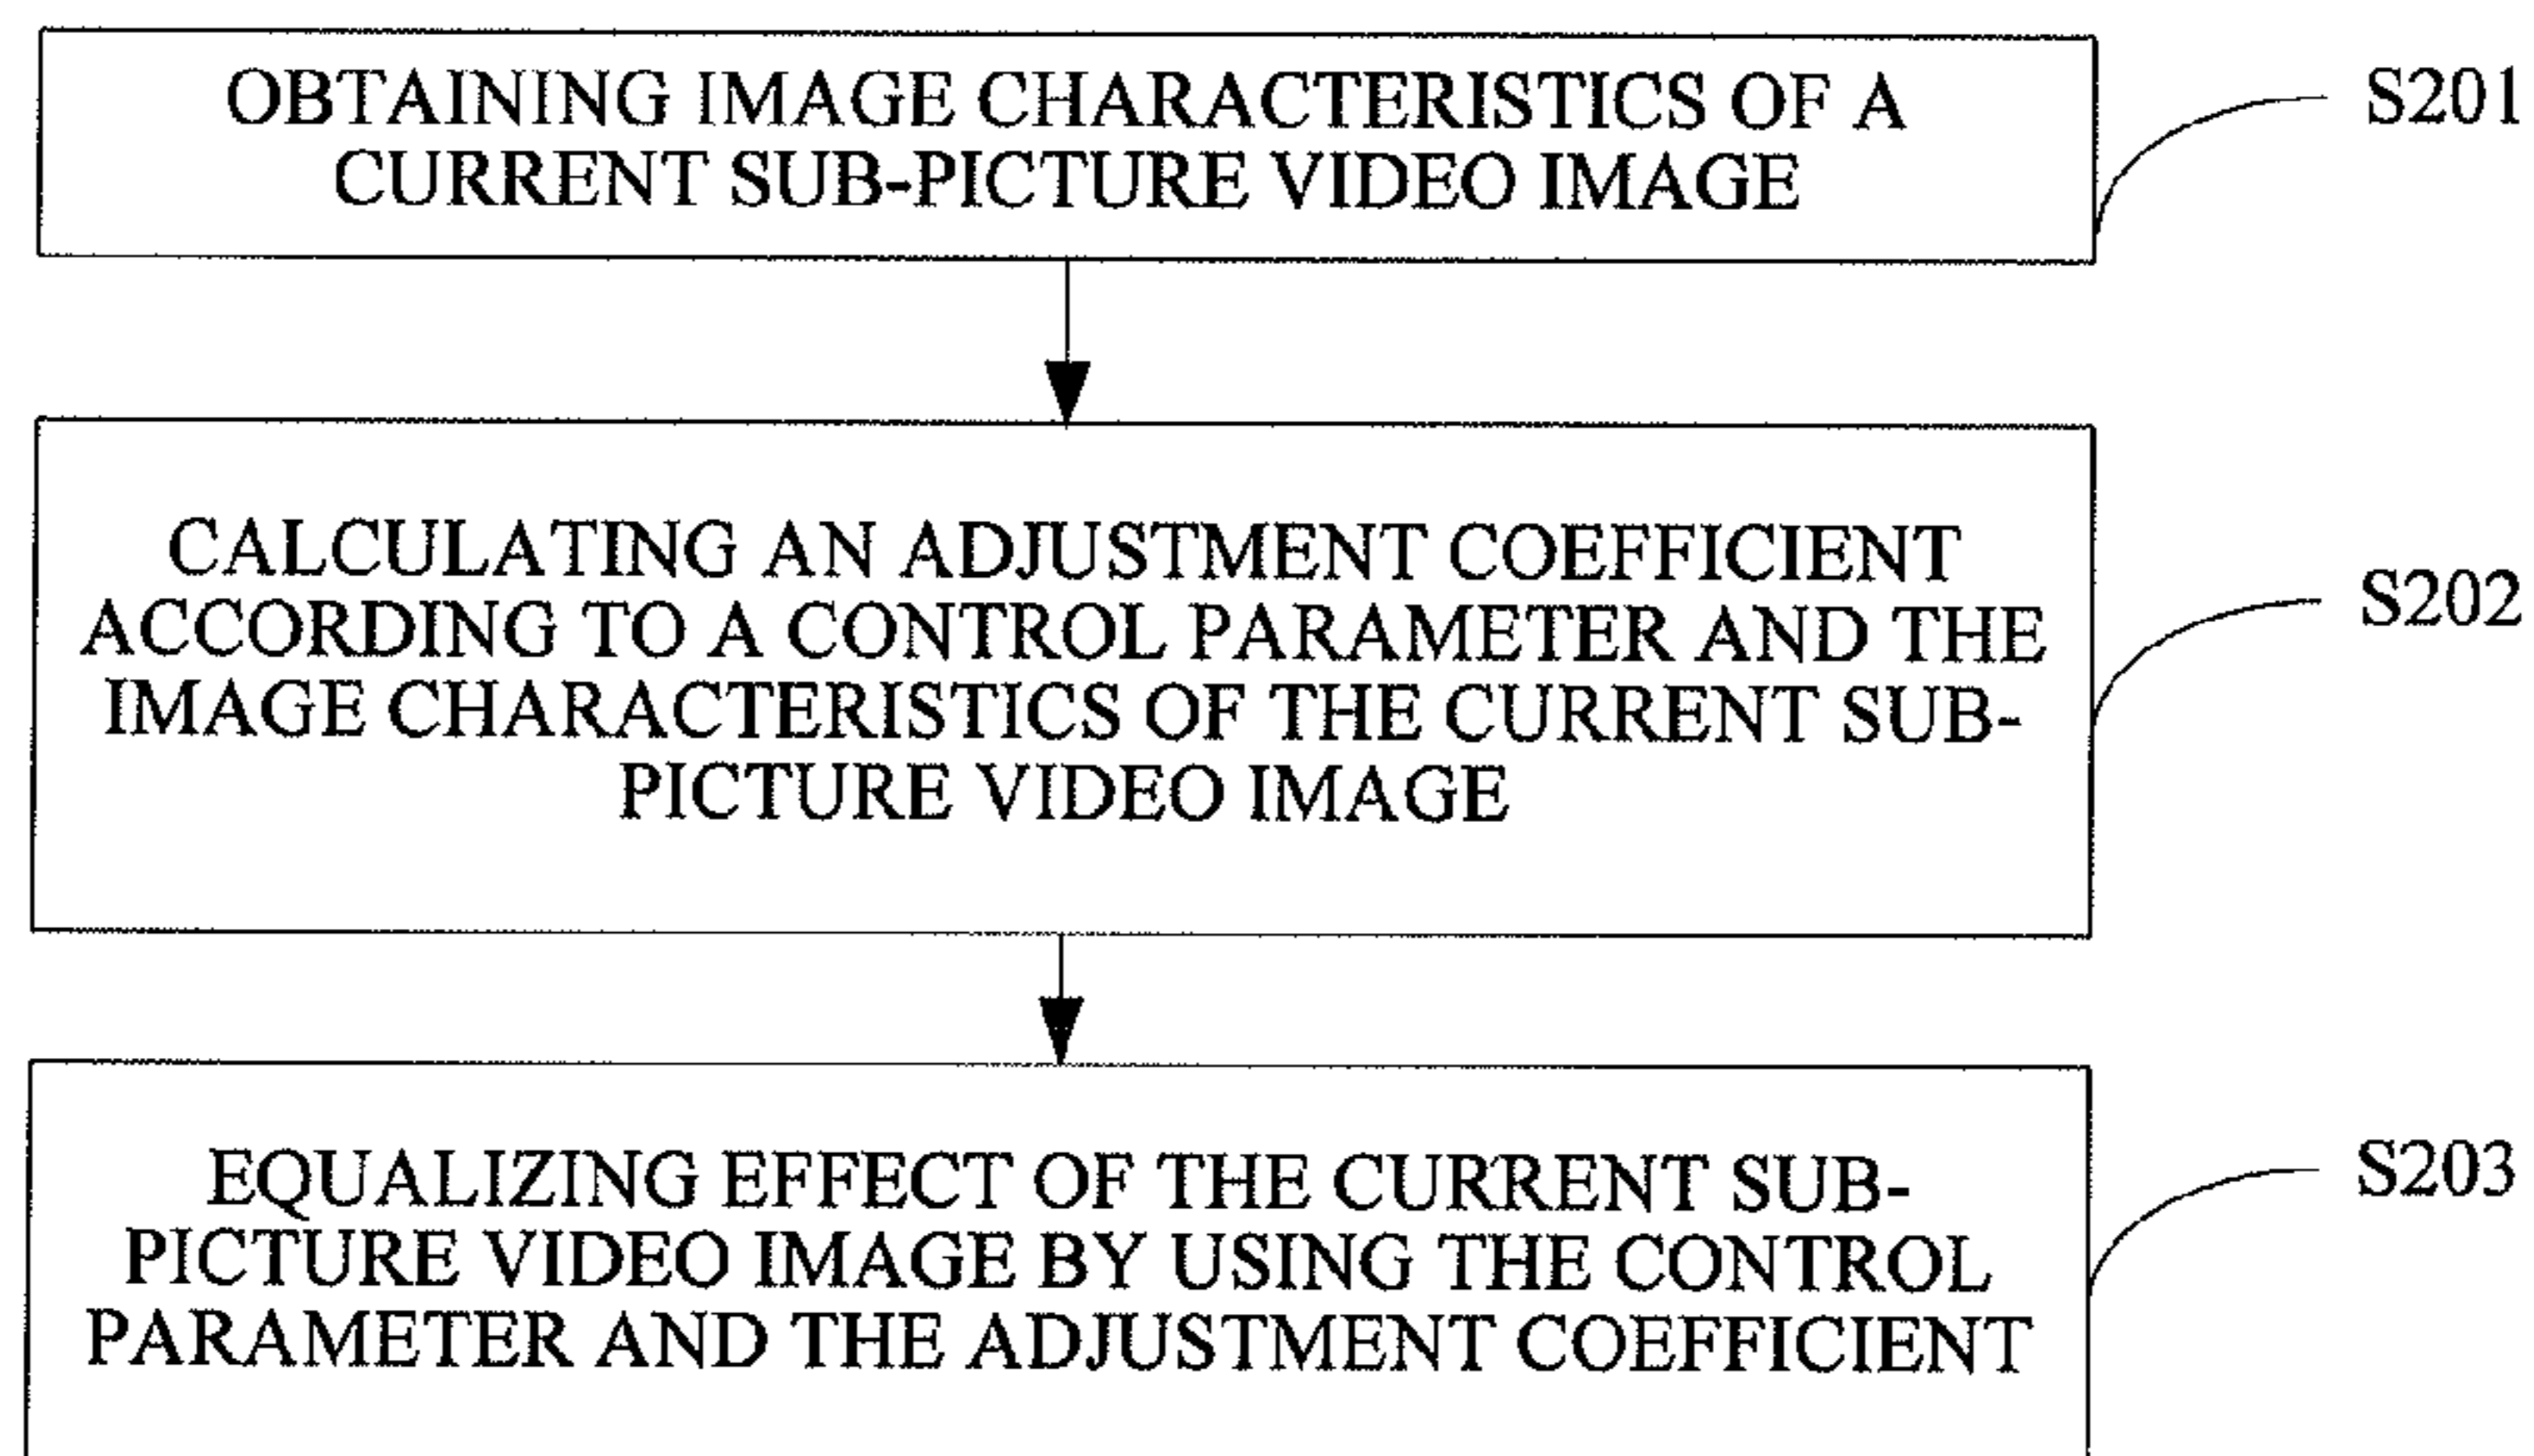 OBTAINING IMAGE CHARACTERISTICS OF A
CURRENT SUB-PICTURE VIDEO IMAGE
S201
CALCULATING AN ADJUSTMENT COEFFICIENT
ACCORDING TO A CONTROL PARAMETER AND THE
IMAGE CHARACTERISTICS OF THE CURRENT SUB-
PICTURE VIDEO IMAGE
S202
EQUALIZING EFFECT OF THE CURRENT SUB-
PICTURE VIDEO IMAGE BY USING THE CONTROL
PARAMETER AND THE ADJUSTMENT COEFFICIENT
S203